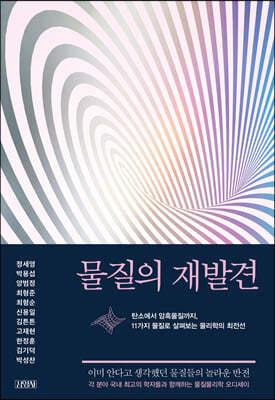 정세영
박용섭
양범정
최형준
최형순
신용일
김튼튼
고재현
한정훈
김기덕
박성찬
물질의 재발견
탄소에서 암흑물질까지,
11가지 물질로 살펴보는 물리학의 최전선
김영사
이미 안다고 생각했던 물질들의 놀라운 반전
각 분야 국내 최고의 학자들과 함께하는 물질물리학 오디세이